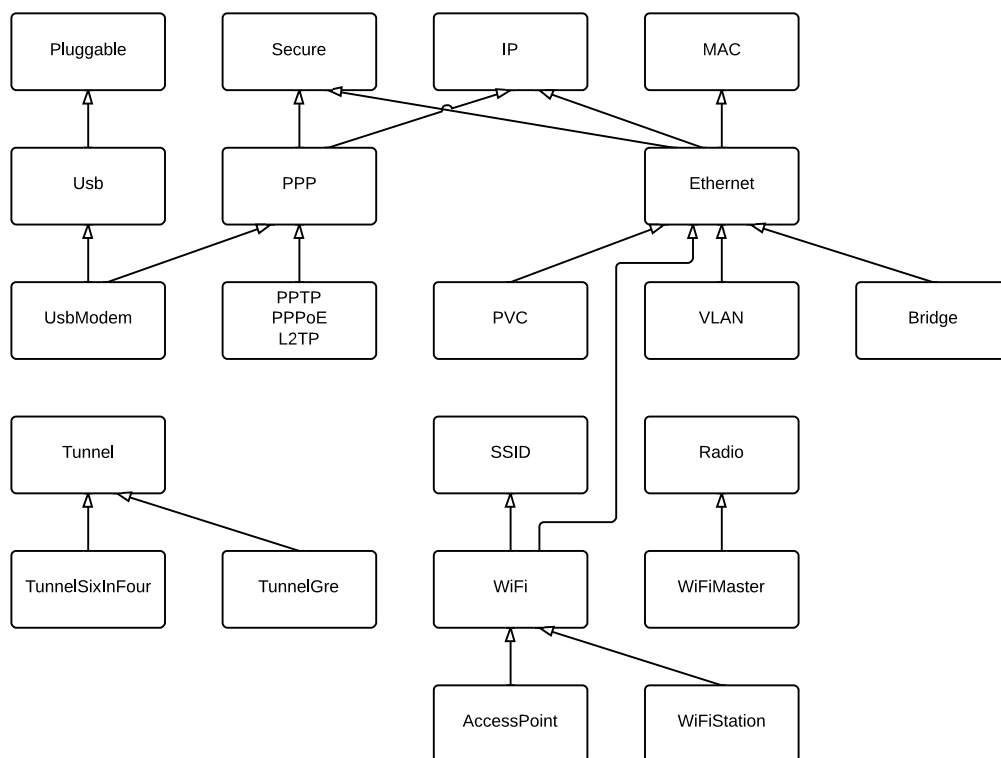 Pluggable
Secure
IP
MAC
Usb
PPP
Ethernet
UsbModem
PPTP
PPPoE
L2TP
PVC
VLAN
Bridge
Tunnel
SSID
Radio
TunnelSixInFour
TunnelGre
WiFi
WiFiMaster
AccessPoint
WiFiStation